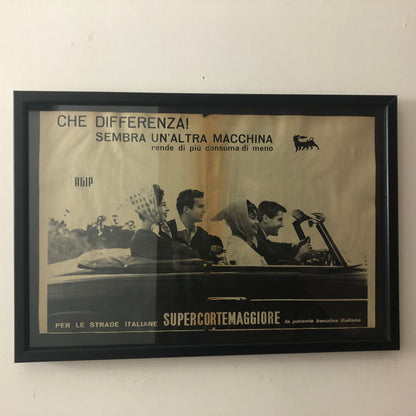 CHE DIFFERENZA!
SEMBRA UN'ALTRA MACCHINA
rende di più consuma di meno
AGIP
PER LE STRADE ITALIANE SUPERCORTEMAGGIORE la potente benzina italiana